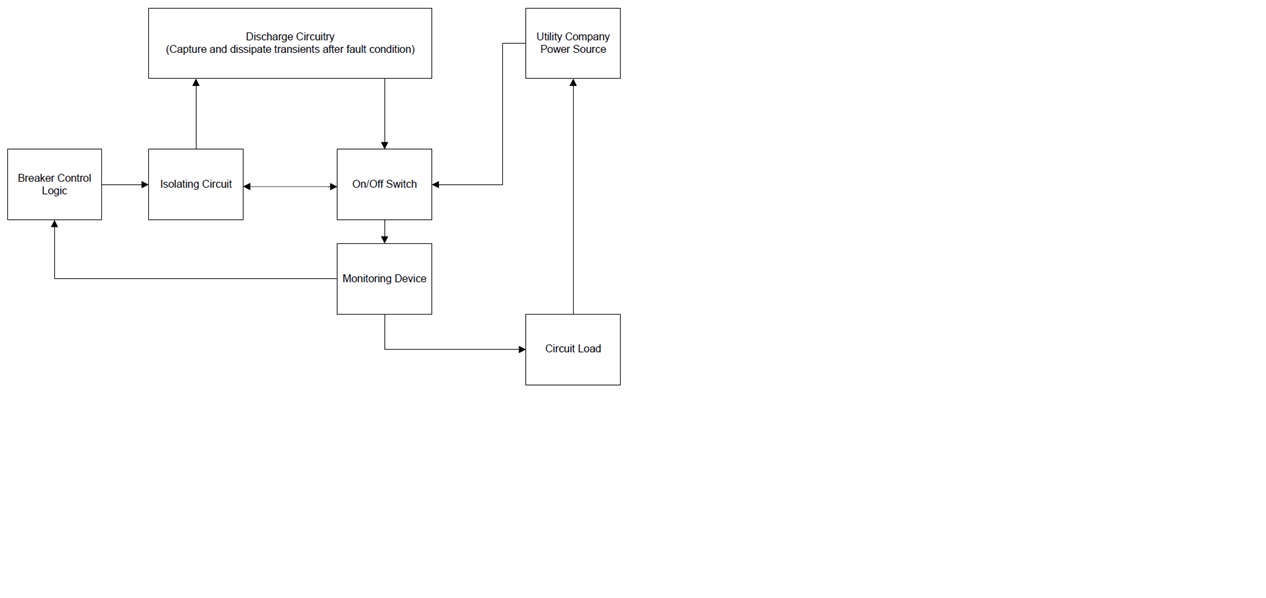 Discharge Circuitry
(Capture and dissipate transients after fault condition)
Utility Company
Power Source
Breaker Control
Logic
Isolating Circuit
On/Off Switch
Monitoring Device
Circuit Load